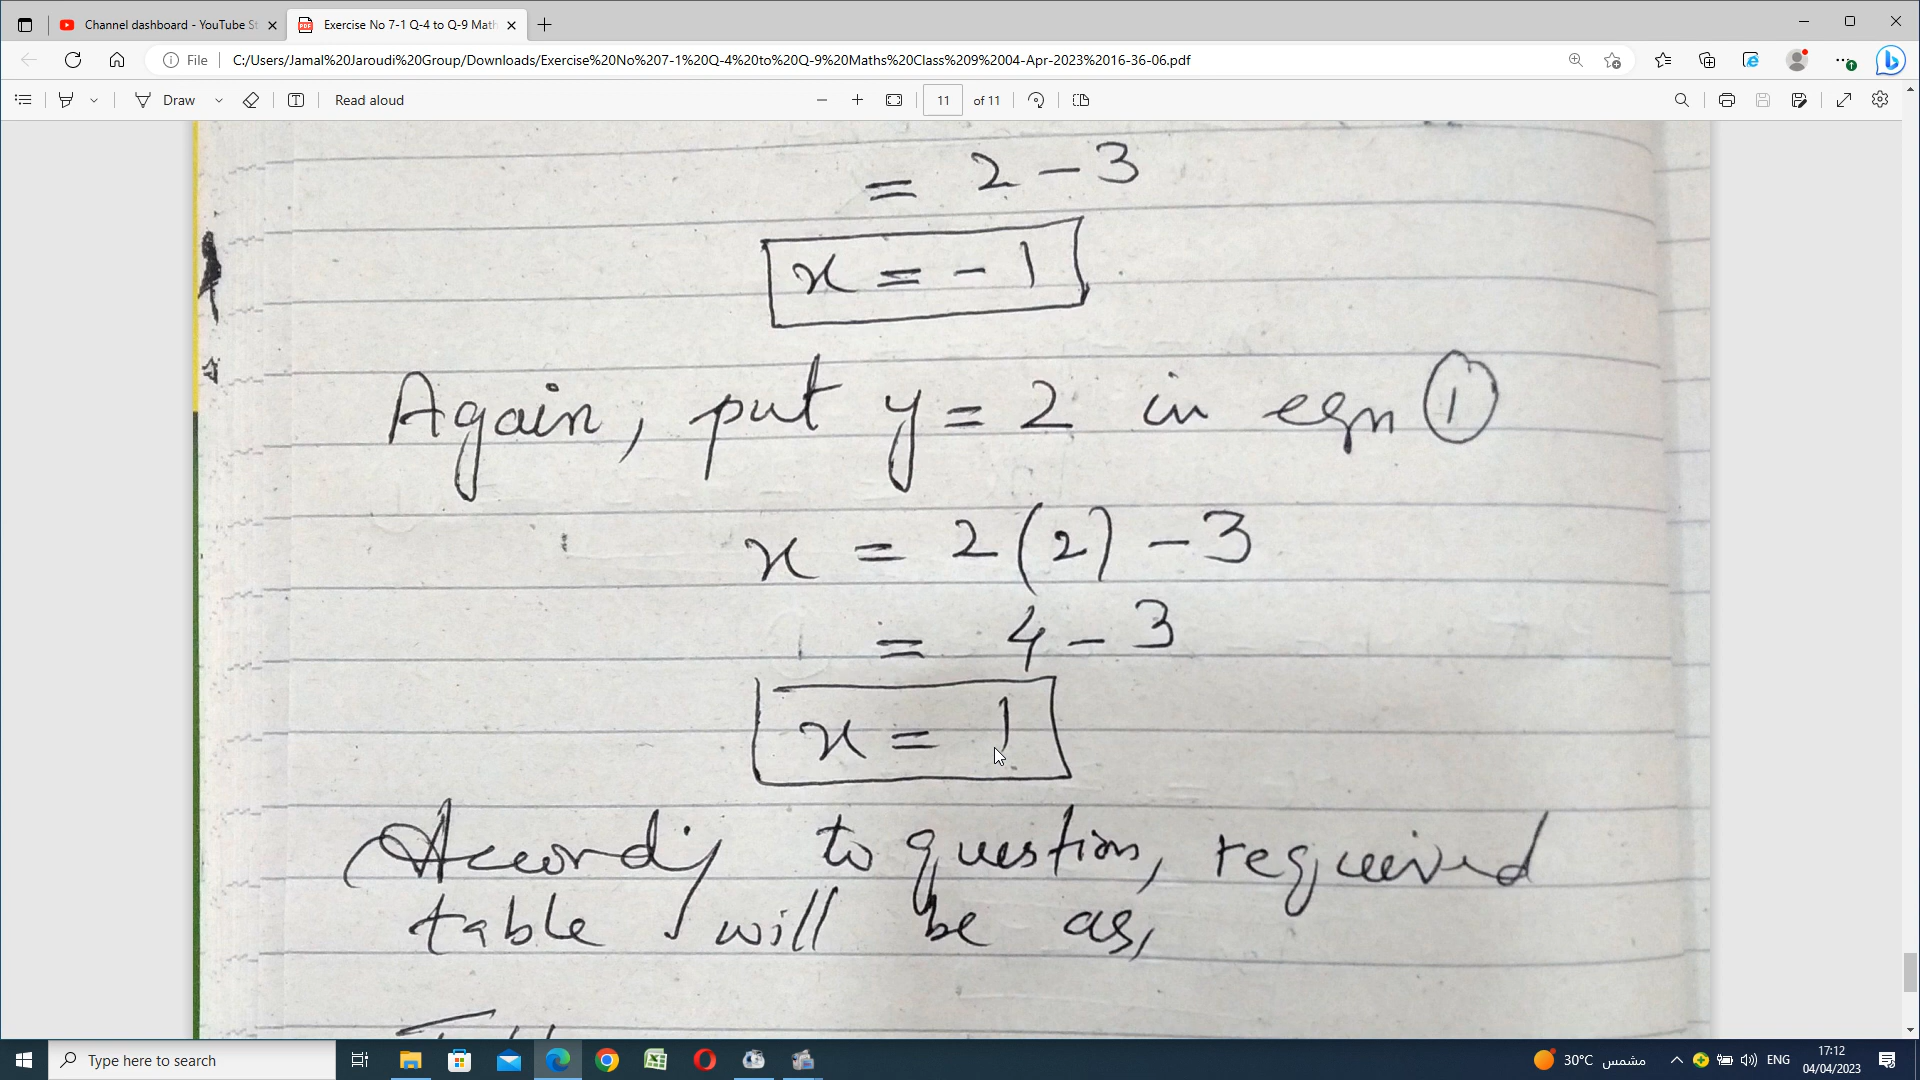 Channel dashboard - YouTube St
Exercise No 7-1 Q-4 to Q-9 Math
File
C:/Users/Jamal%20Jaroudi%20Group/Downloads/Exercise%20No%207-1%20Q-4%20to%20Q-9%20Maths%20Class%209%2004-Apr-2023%2016-36-06.pdf
Draw
Read aloud
11 of 11
= 2 - 3
x = - 1
Again, put y = 2 in eqn 1
x = 2 (2) - 3
= 4 - 3
x = 1
Accordi to question, required
table will be as,
Type here to search
30°C مشمس
ENG
17:12
04/04/2023